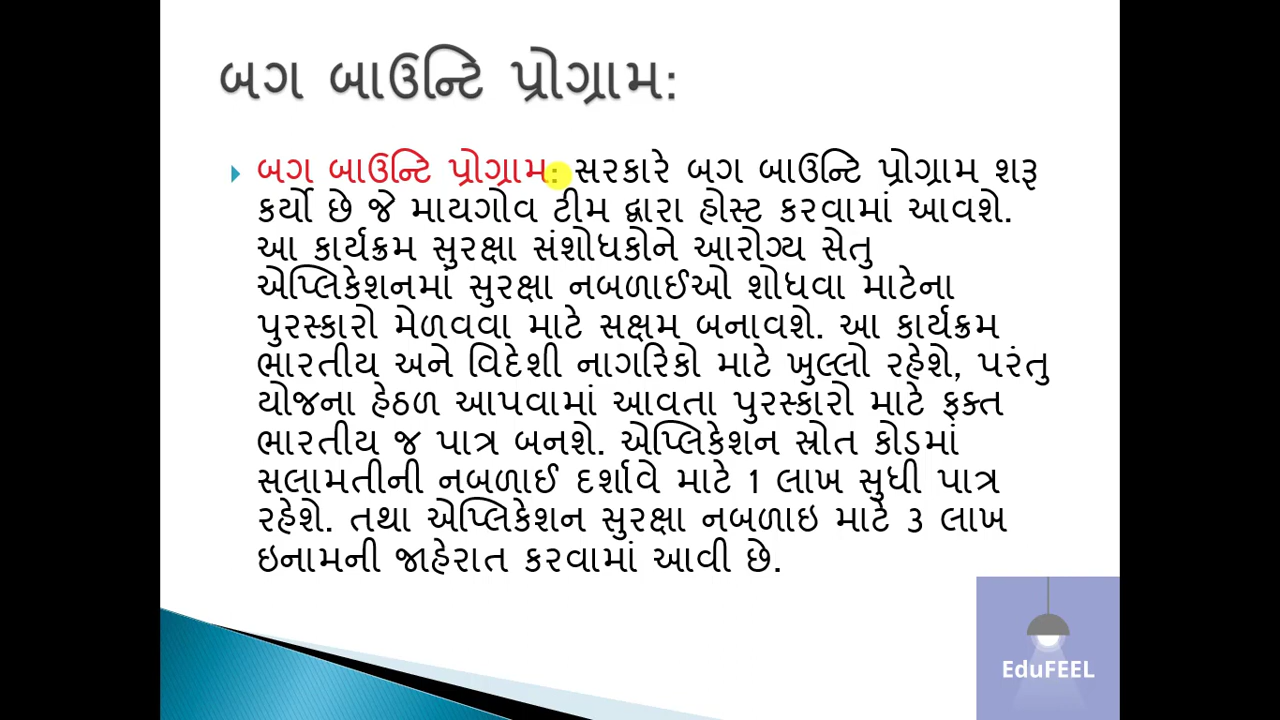 બગ બાઉન્ટિ પ્રોગ્રામ:
બગ બાઉન્ટિ પ્રોગ્રામ: સરકારે બગ બાઉન્ટિ પ્રોગ્રામ શરૂ
કર્યો છે જે માયગોવ ટીમ દ્વારા હોસ્ટ કરવામાં આવશે.
આ કાર્યક્રમ સુરક્ષા સંશોધકોને આરોગ્ય સેતુ
એપ્લિકેશનમાં સુરક્ષા નબળાઈઓ શોધવા માટેના
પુરસ્કારો મેળવવા માટે સક્ષમ બનાવશે. આ કાર્યક્રમ
ભારતીય અને વિદેશી નાગરિકો માટે ખુલ્લો રહેશે, પરંતુ
યોજના હેઠળ આપવામાં આવતા પુરસ્કારો માટે ફક્ત
ભારતીય જ પાત્ર બનશે. એપ્લિકેશન સ્રોત કોડમાં
સલામતીની નબળાઈ દર્શાવે માટે 1 લાખ સુધી પાત્ર
રહેશે. તથા એપ્લિકેશન સુરક્ષા નબળાઇ માટે 3 લાખ
ઇનામની જાહેરાત કરવામાં આવી છે.
EduFEEL